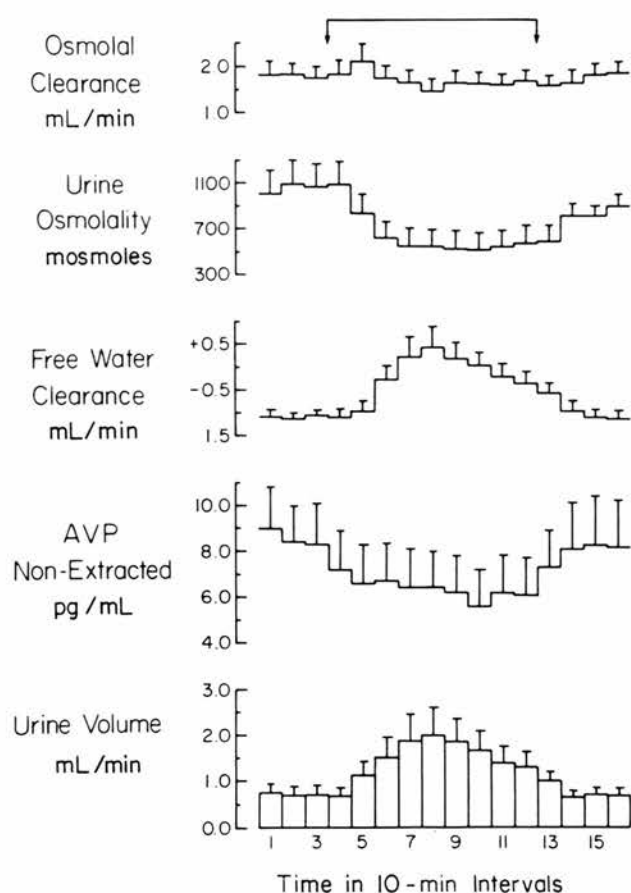 Osmolal
Clearance
mL/min
2.0
1.0
Urine
Osmolality
mosmoles
1100
700
300
Free Water
Clearance
mL/min
+0.5
-0.5
1.5
AVP
Non-Extracted
pg/mL
10.0
8.0
6.0
4.0
Urine Volume
mL/min
3.0
2.0
1.0
0.0
1 3 5 7 9 11 13 15
Time in 10-min Intervals